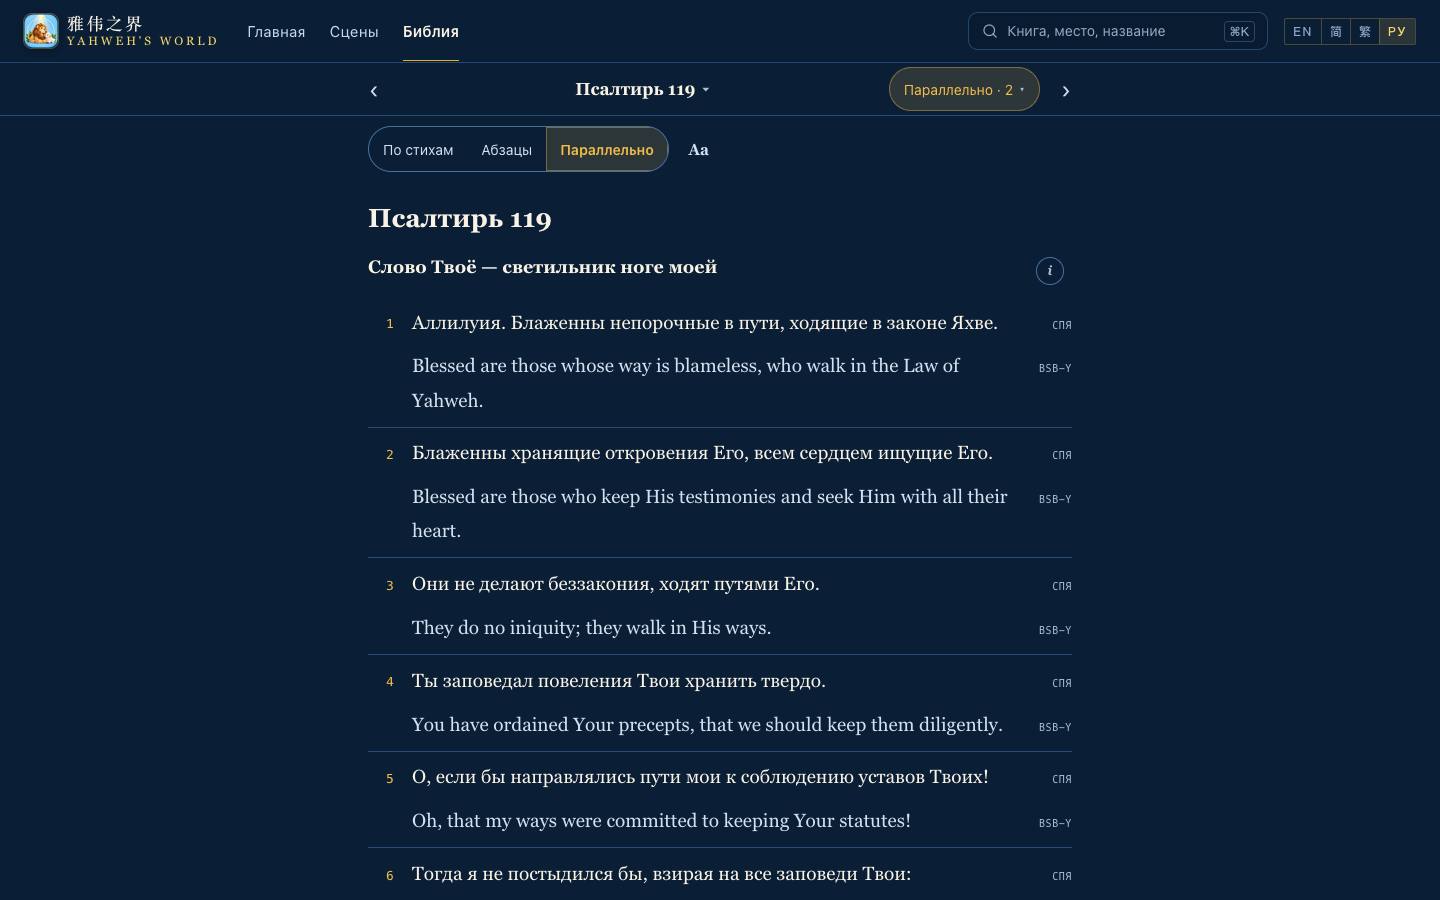 雅伟之界
YAHWEH'S WORLD
Главная
Сцены
Библия
Книга, место, название
⌘K
EN
简
繁
РУ
‹
Псалтирь 119
Параллельно · 2
›
По стихам
Абзацы
Параллельно
Aa
Псалтирь 119
Слово Твоё — светильник ноге моей
i
1 Аллилуия. Блаженны непорочные в пути, ходящие в законе Яхве. СПЯ
Blessed are those whose way is blameless, who walk in the Law of BSB–Y
Yahweh.
2 Блаженны хранящие откровения Его, всем сердцем ищущие Его. СПЯ
Blessed are those who keep His testimonies and seek Him with all their BSB–Y
heart.
3 Они не делают беззакония, ходят путями Его. СПЯ
They do no iniquity; they walk in His ways. BSB–Y
4 Ты заповедал повеления Твои хранить твердо. СПЯ
You have ordained Your precepts, that we should keep them diligently. BSB–Y
5 О, если бы направлялись пути мои к соблюдению уставов Твоих! СПЯ
Oh, that my ways were committed to keeping Your statutes! BSB–Y
6 Тогда я не постыдился бы, взирая на все заповеди Твои: СПЯ